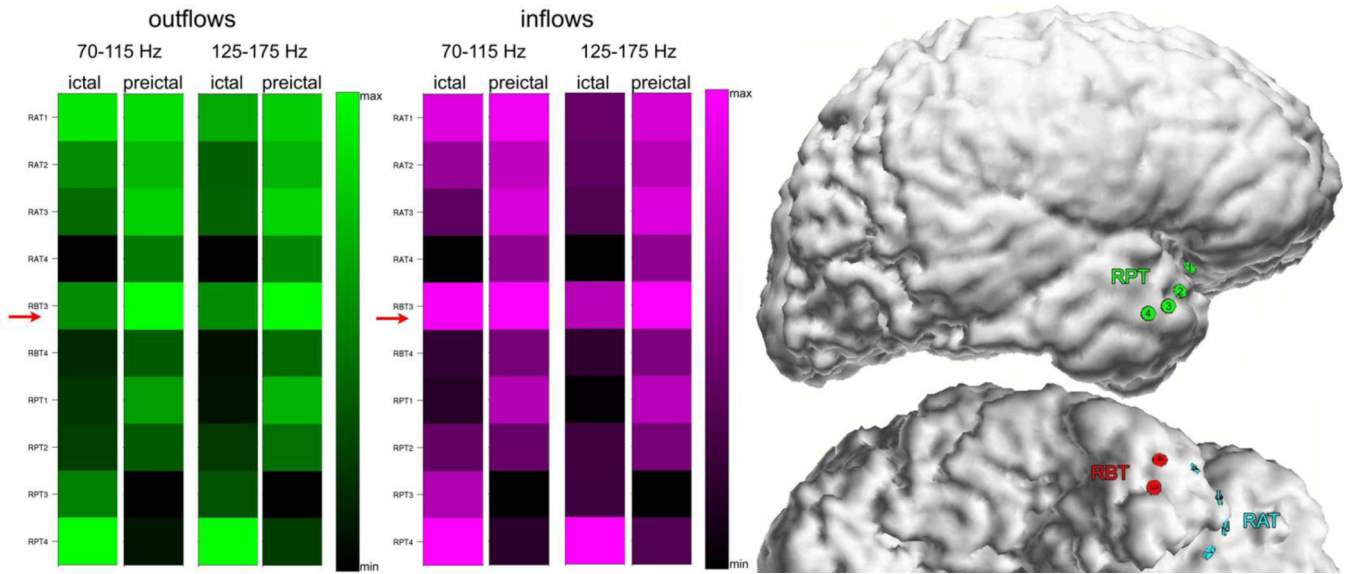 outflows
inflows
70-115 Hz 125-175 Hz
70-115 Hz 125-175 Hz
ictal preictal ictal preictal
ictal preictal ictal preictal
max
max
RAT1
RAT1
RAT2
RAT2
RAT3
RAT3
RAT4
RAT4
RBT3
RBT3
RBT4
RBT4
RPT1
RPT1
RPT2
RPT2
RPT3
RPT3
RPT4
RPT4
min
min
RPT
2
3
4
RBT
RAT